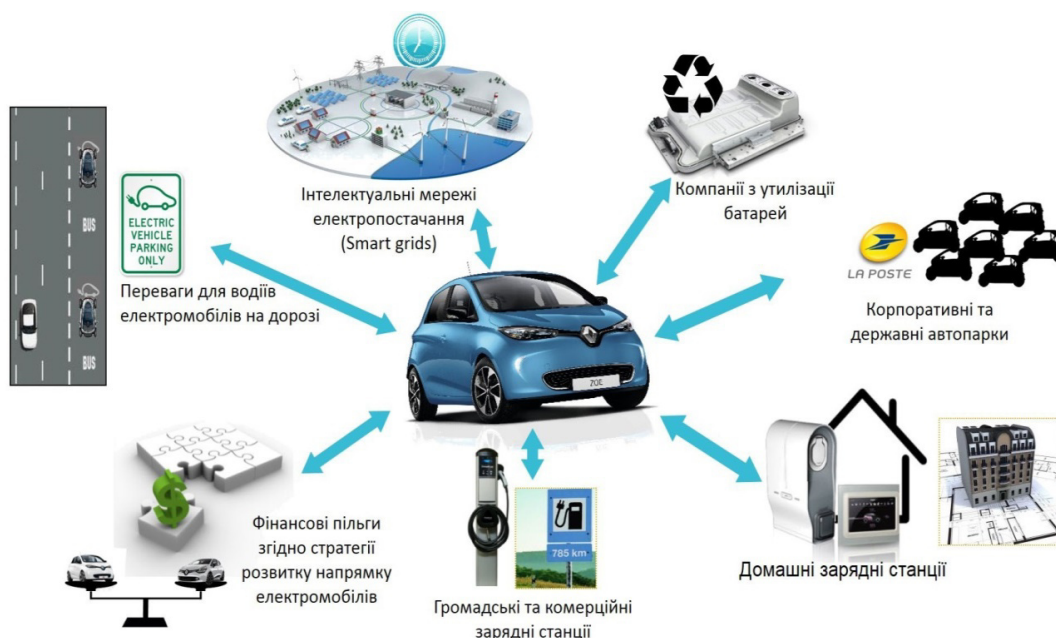 Інтелектуальні мережі
електропостачання
(Smart grids)
Компанії з утилізації
батарей
BUS
BUS
ELECTRIC
VEHICLE
PARKING
ONLY
Переваги для водіїв
електромобілів на дорозі
LA POSTE
Корпоративні та
державні автопарки
ZOE
$
Фінансові пільги
згідно стратегії
розвитку напрямку
електромобілів
785 km
Громадські та комерційні
зарядні станції
Домашні зарядні станції